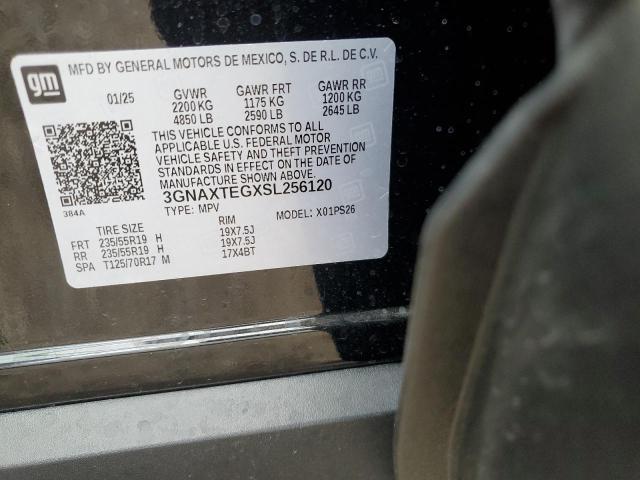 gm
MFD BY GENERAL MOTORS DE MEXICO, S. DE R.L. DE C.V.
01/25 GVWR GAWR FRT GAWR RR
2200 KG 1175 KG 1200 KG
4850 LB 2590 LB 2645 LB
THIS VEHICLE CONFORMS TO ALL
APPLICABLE U.S. FEDERAL MOTOR
VEHICLE SAFETY AND THEFT PREVENTION
STANDARDS IN EFFECT ON THE DATE OF
MANUFACTURE SHOWN ABOVE.
3GNAXTEGXSL256120
384A TYPE: MPV MODEL: X01PS26
TIRE SIZE RIM
FRT 235/55R19 H 19X7.5J
RR 235/55R19 H 19X7.5J
SPA T125/70R17 M 17X4BT